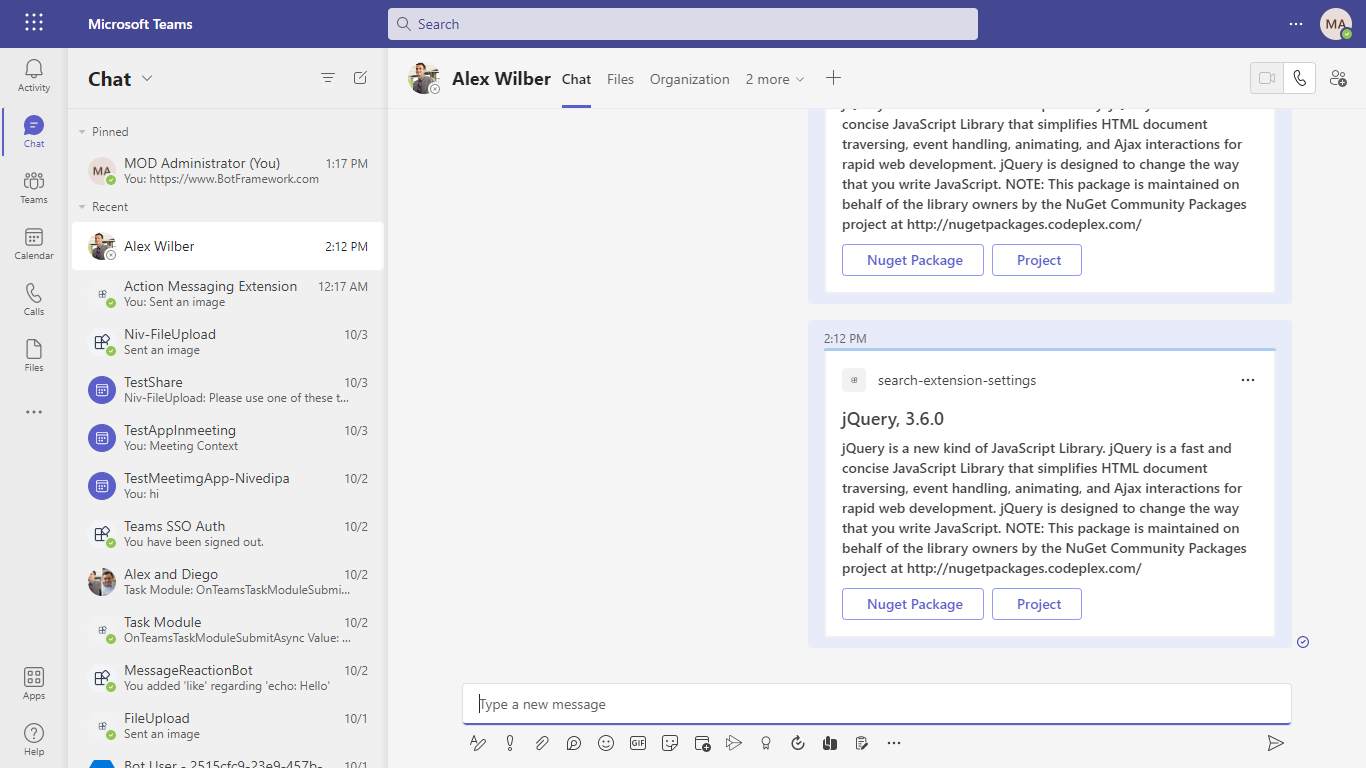 Microsoft Teams
Search
MA
Activity
Chat
Teams
Calendar
Calls
Files
Apps
Help
Chat
Pinned
MA
MOD Administrator (You)
1:17 PM
You: https://www.BotFramework.com
Recent
Alex Wilber
2:12 PM
Action Messaging Extension
12:17 AM
You: Sent an image
Niv-FileUpload
10/3
Sent an image
TestShare
10/3
Niv-FileUpload: Please use one of these t...
TestAppInmeeting
10/3
You: Meeting Context
TestMeetimgApp-Nivedipa
10/2
You: hi
Teams SSO Auth
10/2
You have been signed out.
Alex and Diego
10/2
Task Module: OnTeamsTaskModuleSubmi...
Task Module
10/2
OnTeamsTaskModuleSubmitAsync Value: ...
MessageReactionBot
10/2
You added 'like' regarding 'echo: Hello'
FileUpload
10/1
Sent an image
Bot User - 2515cfc9-23e9-457b-
10/1
Alex Wilber
Chat
Files
Organization
2 more
concise JavaScript Library that simplifies HTML document
traversing, event handling, animating, and Ajax interactions for
rapid web development. jQuery is designed to change the way
that you write JavaScript. NOTE: This package is maintained on
behalf of the library owners by the NuGet Community Packages
project at http://nugetpackages.codeplex.com/
Nuget Package
Project
2:12 PM
search-extension-settings
jQuery, 3.6.0
jQuery is a new kind of JavaScript Library. jQuery is a fast and
concise JavaScript Library that simplifies HTML document
traversing, event handling, animating, and Ajax interactions for
rapid web development. jQuery is designed to change the way
that you write JavaScript. NOTE: This package is maintained on
behalf of the library owners by the NuGet Community Packages
project at http://nugetpackages.codeplex.com/
Nuget Package
Project
Type a new message
GIF